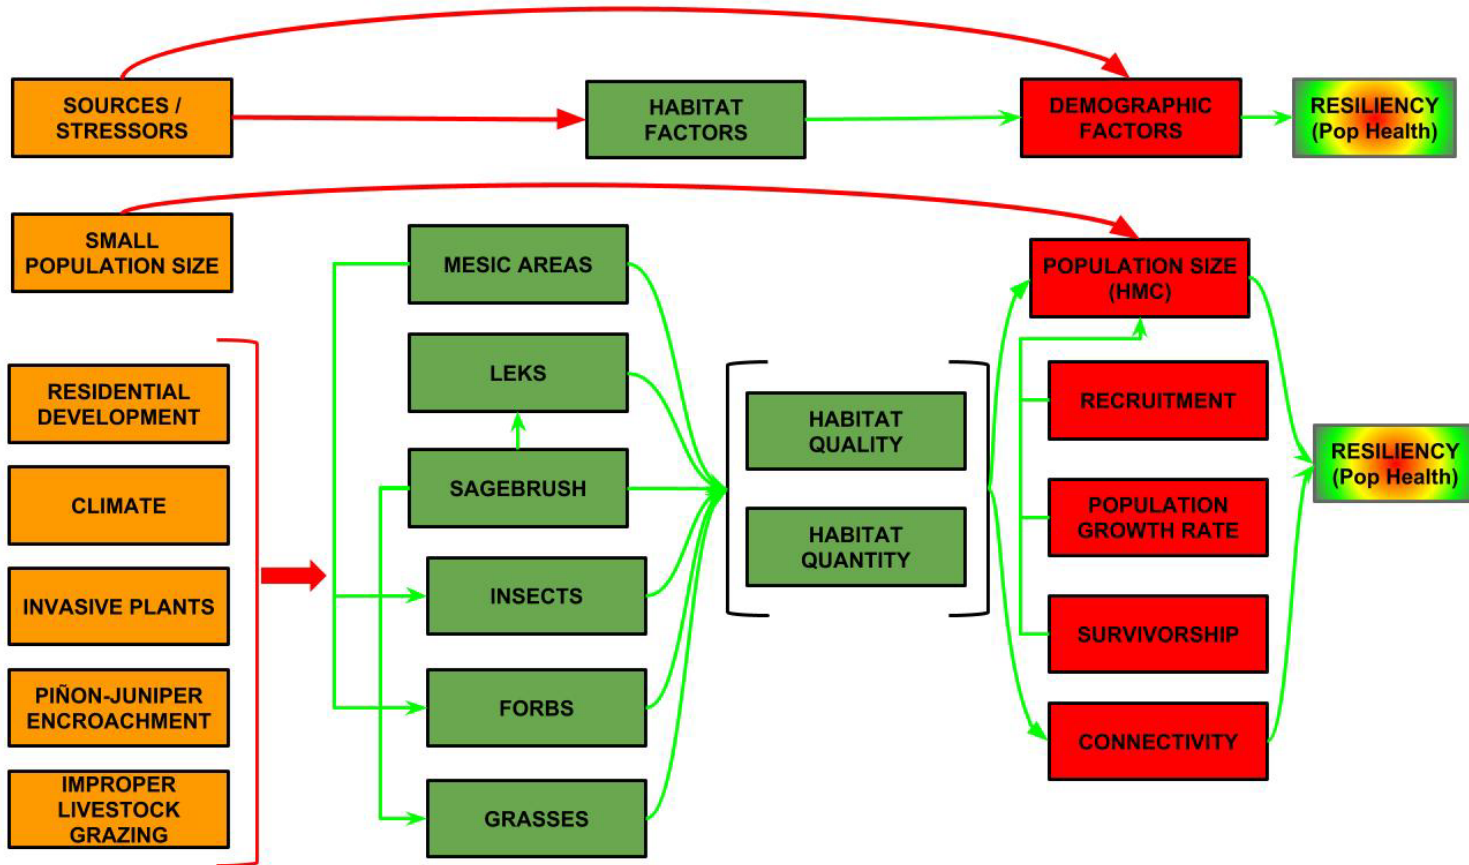 SOURCES /
STRESSORS
HABITAT
FACTORS
DEMOGRAPHIC
FACTORS
RESILIENCY
(Pop Health)
SMALL
POPULATION SIZE
RESIDENTIAL
DEVELOPMENT
CLIMATE
INVASIVE PLANTS
PIÑON-JUNIPER
ENCROACHMENT
IMPROPER
LIVESTOCK
GRAZING
MESIC AREAS
LEKS
SAGEBRUSH
INSECTS
FORBS
GRASSES
HABITAT
QUALITY
HABITAT
QUANTITY
POPULATION SIZE
(HMC)
RECRUITMENT
POPULATION
GROWTH RATE
SURVIVORSHIP
CONNECTIVITY
RESILIENCY
(Pop Health)